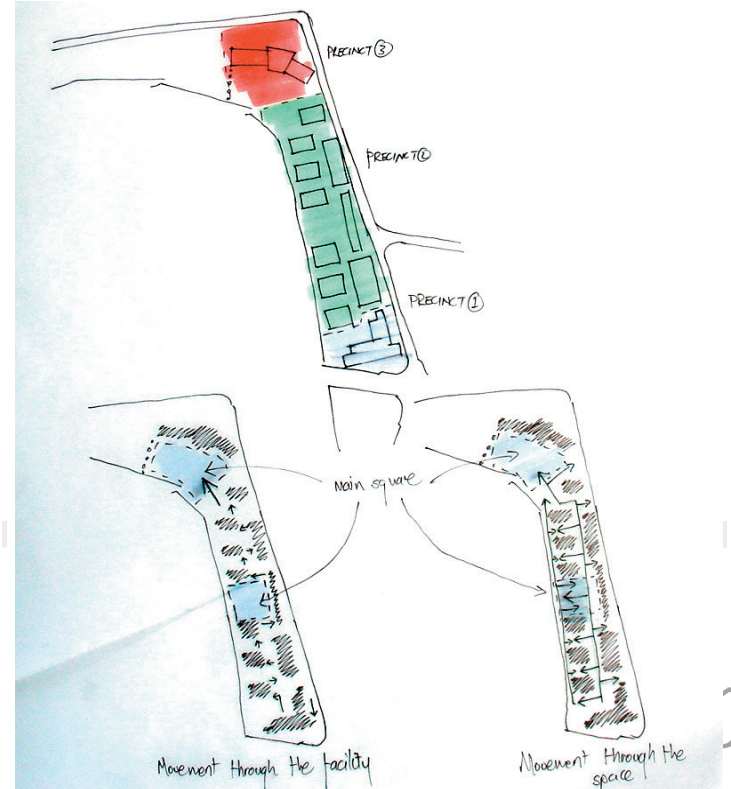 PRECINCT ③
PRECINCT ②
PRECINCT ①
Main square
Movement through the facility
Movement through the
space